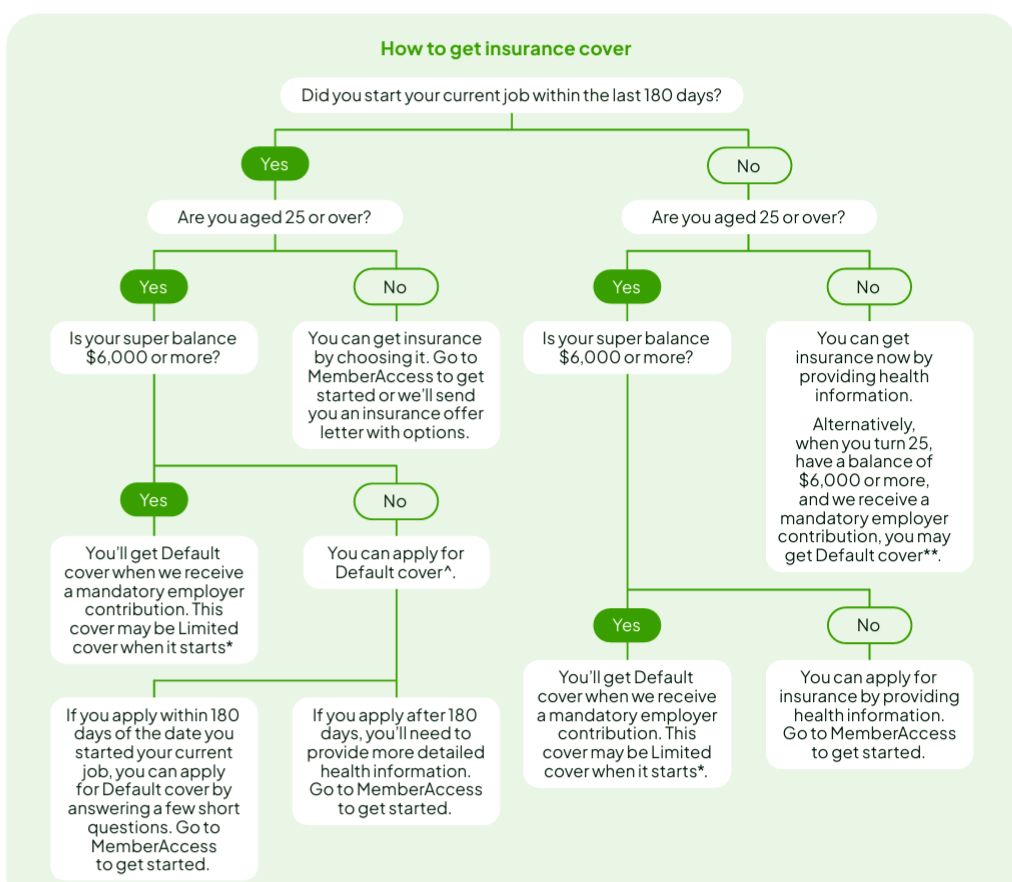 How to get insurance cover
Did you start your current job within the last 180 days?
Yes
No
Are you aged 25 or over?
Are you aged 25 or over?
Yes
No
Yes
No
Is your super balance
$6,000 or more?
You can get insurance
by choosing it. Go to
MemberAccess to get
started or we'll send
you an insurance offer
letter with options.
Is your super balance
$6,000 or more?
You can get
insurance now by
providing health
information.
Alternatively,
when you turn 25,
have a balance of
$6,000 or more,
and we receive a
mandatory employer
contribution, you may
get Default cover**.
Yes
No
You'll get Default
cover when we receive
a mandatory employer
contribution. This
cover may be Limited
cover when it starts*
You can apply for
Default cover^.
Yes
No
If you apply within 180
days of the date you
started your current
job, you can apply
for Default cover by
answering a few short
questions. Go to
MemberAccess
to get started.
If you apply after 180
days, you'll need to
provide more detailed
health information.
Go to MemberAccess
to get started.
You'll get Default
cover when we receive
a mandatory employer
contribution. This
cover may be Limited
cover when it starts*.
You can apply for
insurance by providing
health information.
Go to MemberAccess
to get started.